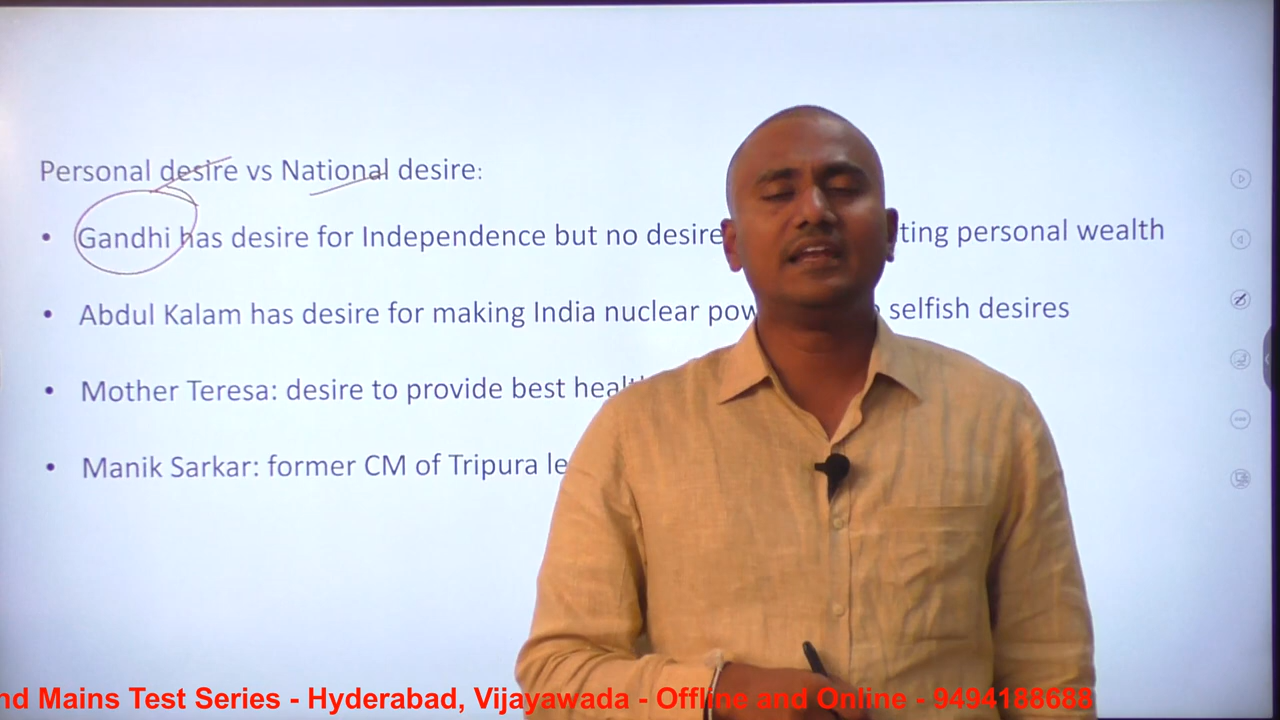 Personal desire vs National desire:
• Gandhi has desire for Independence but no desire ting personal wealth
• Abdul Kalam has desire for making India nuclear pow selfish desires
• Mother Teresa: desire to provide best healt
• Manik Sarkar: former CM of Tripura le
nd Mains Test Series - Hyderabad, Vijayawada - Offline and Online - 9494188688